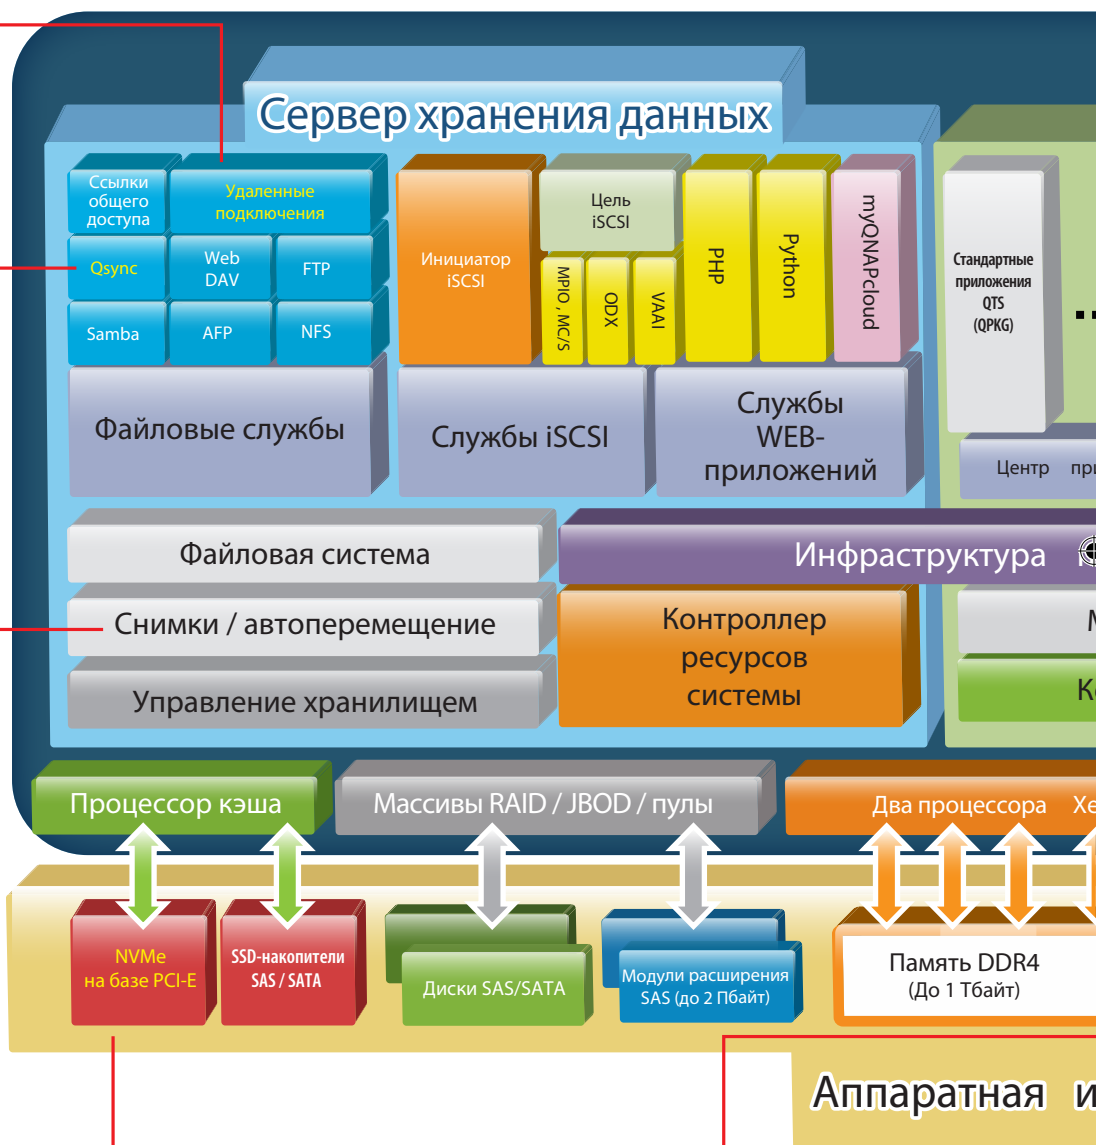 Сервер хранения данных
Ссылки
общего
доступа
Удаленные
подключения
Qsync
Web
DAV
FTP
Samba
AFP
NFS
Инициатор
iSCSI
Цель
iSCSI
MPIO , MC/S
ODX
VAAI
PHP
Python
myQNAPcloud
Стандартные
приложения
QTS
(QPKG)
Файловые службы
Службы iSCSI
Службы
WEB-
приложений
Центр
Файловая система
Инфраструктура
Снимки / автоперемещение
Контроллер
ресурсов
системы
Управление хранилищем
Процессор кэша
Массивы RAID / JBOD / пулы
Два процессора
NVMe
на базе PCI-E
SSD-накопители
SAS / SATA
Диски SAS/SATA
Модули расширения
SAS (до 2 Пбайт)
Память DDR4
(До 1 Тбайт)
Аппаратная